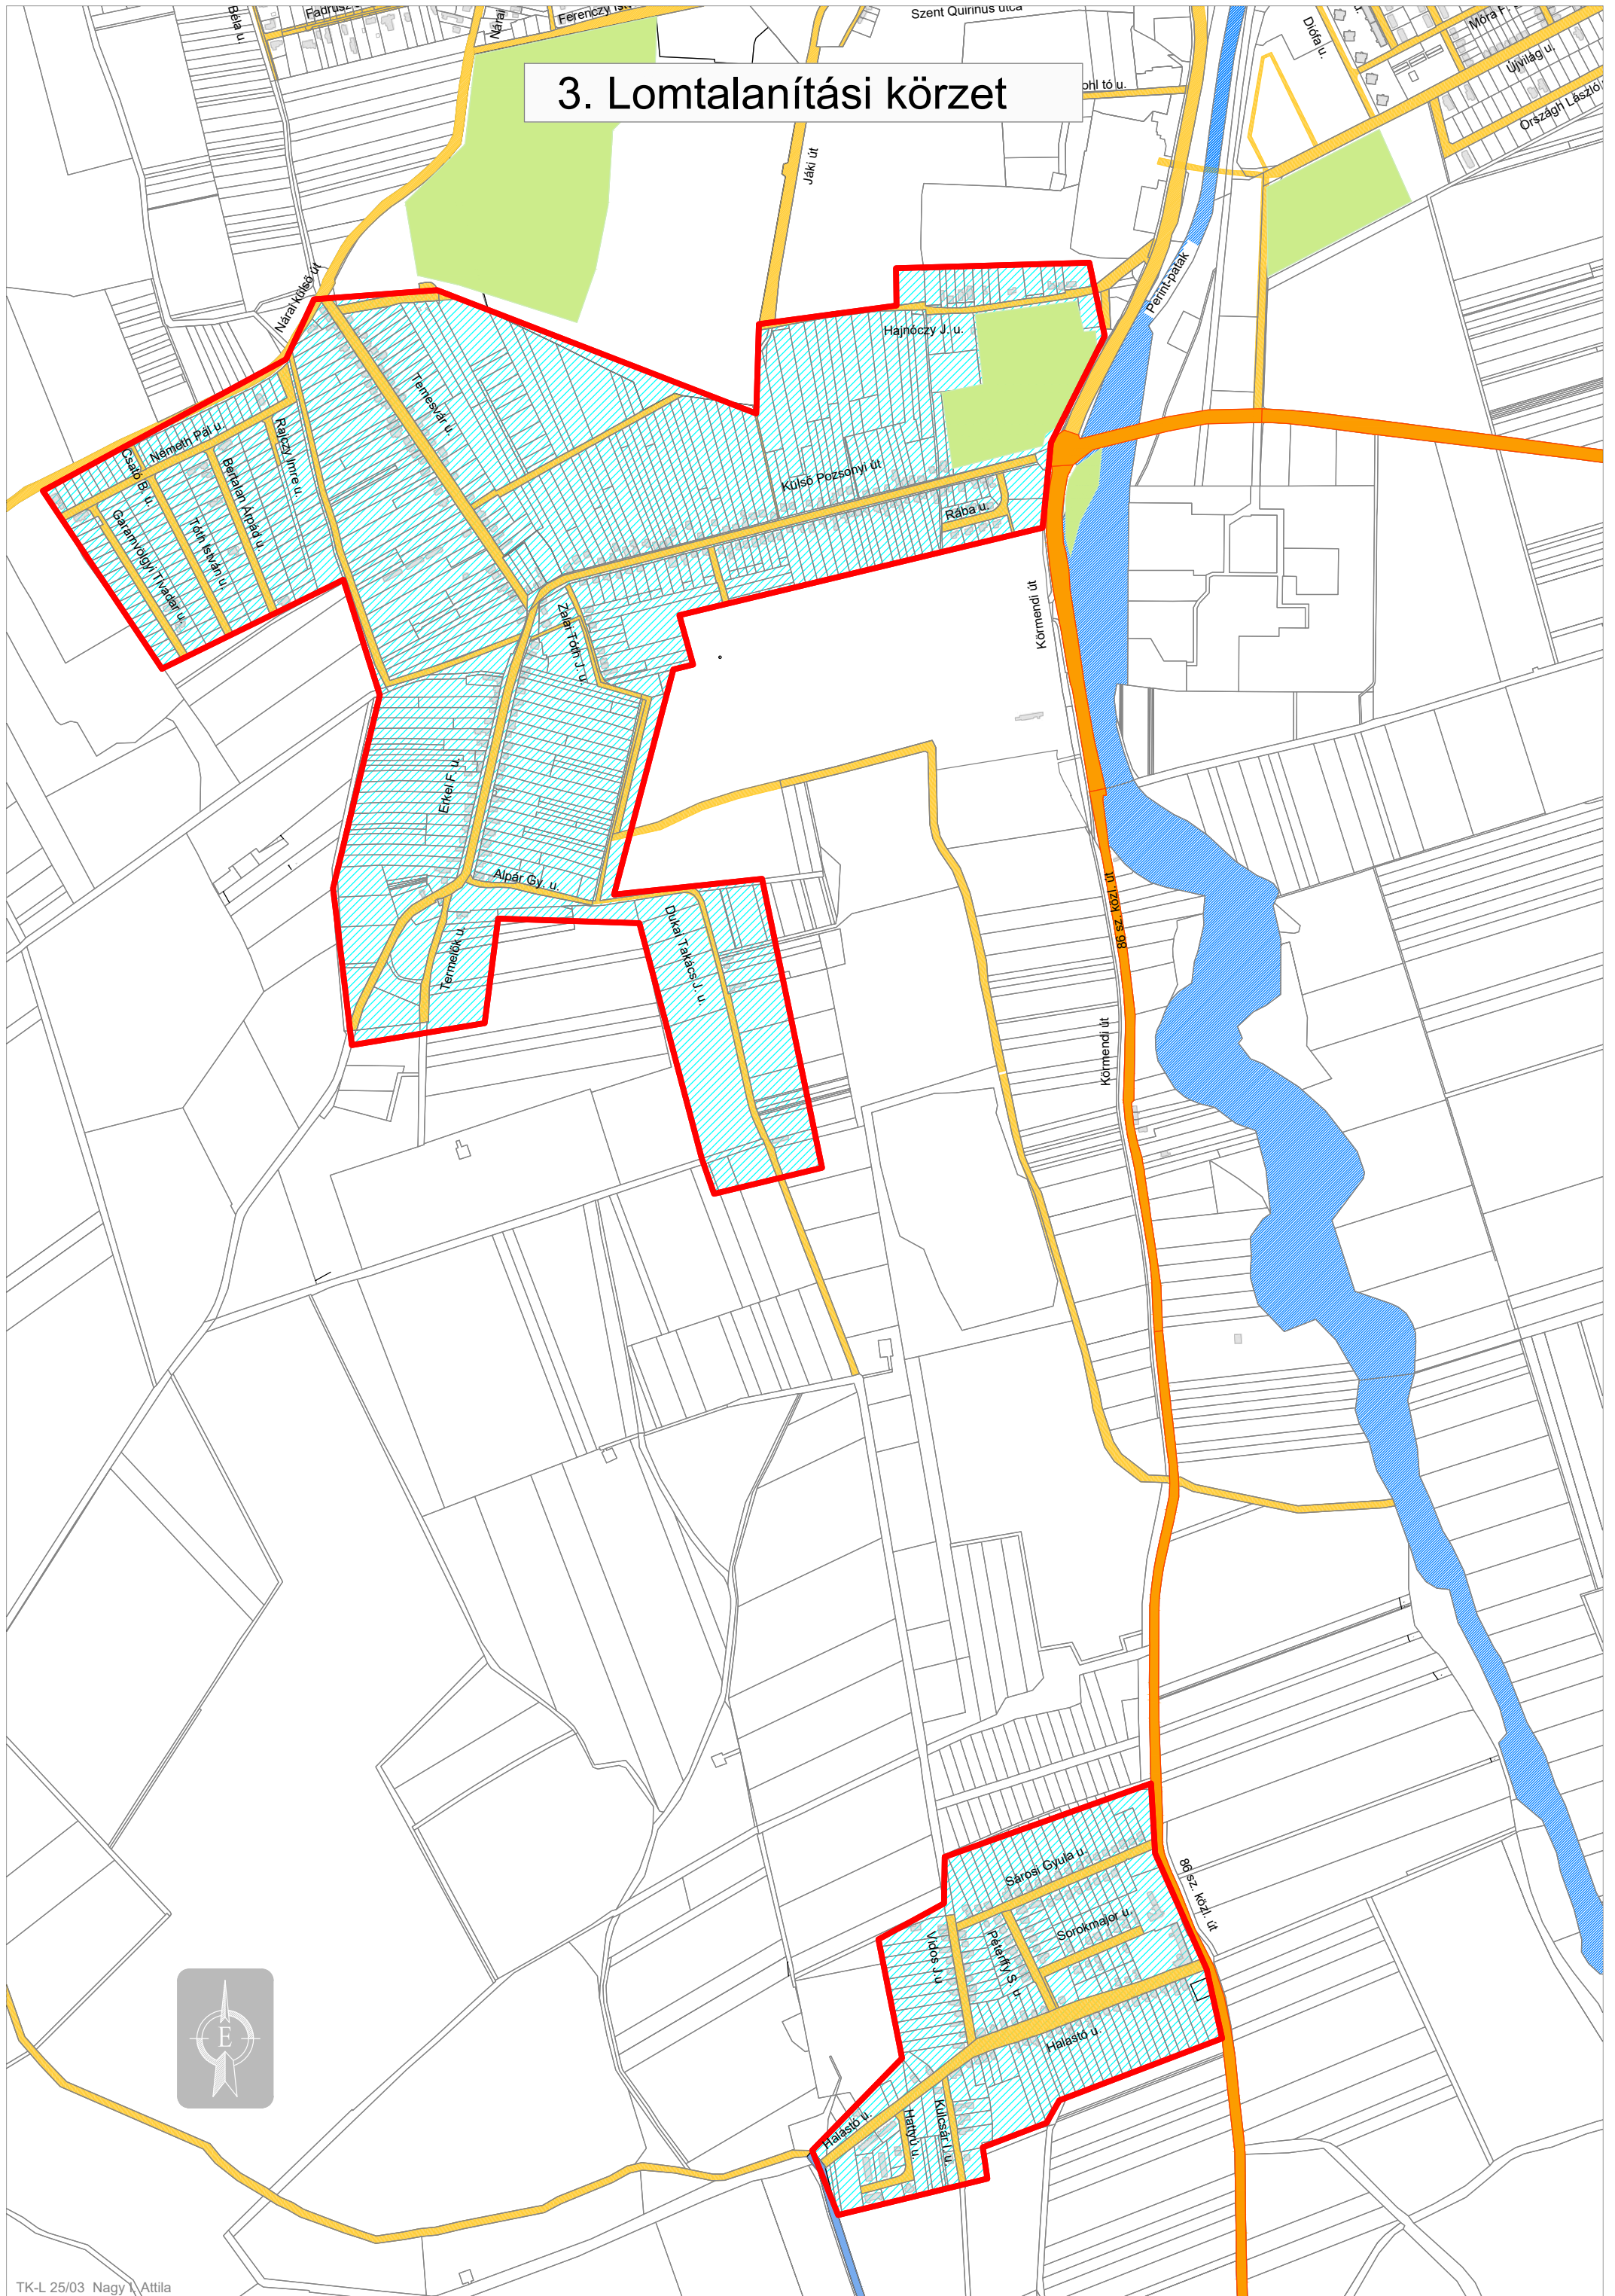 Béla u.
Fadrusz
Nárai
Ferenczy Ist
Szent Quirinus utca
Diófa u.
Móra F.
Újvilág u.
Országh László
3. Lomtalanítási körzet
ohl tó u.
Jáki út
Nárai külső út
Perint-patak
Hajnóczy J. u.
Temesvár u.
Németh Pál u.
Rajczy Imre u.
Csató B. u.
Bertalan Árpád u.
Külső Pozsonyi út
Rába u.
Garamvölgyi Tivadar u.
Tóth István u.
Zalai Tóth J. u.
Körmendi út
Erkel F. u.
Alpár Gy. u.
86 sz. közl. út
Dukai Takács J. u.
Termelők u.
Körmendi út
Sárosi Gyula u.
86 sz. közl. út
Sorokmajor u.
Vidos J.u
Péterffy S. u.
Halastó u.
Halastó u.
Hattyú u.
Kulcsár I. u.
E
TK-L 25/03 Nagy I. Attila